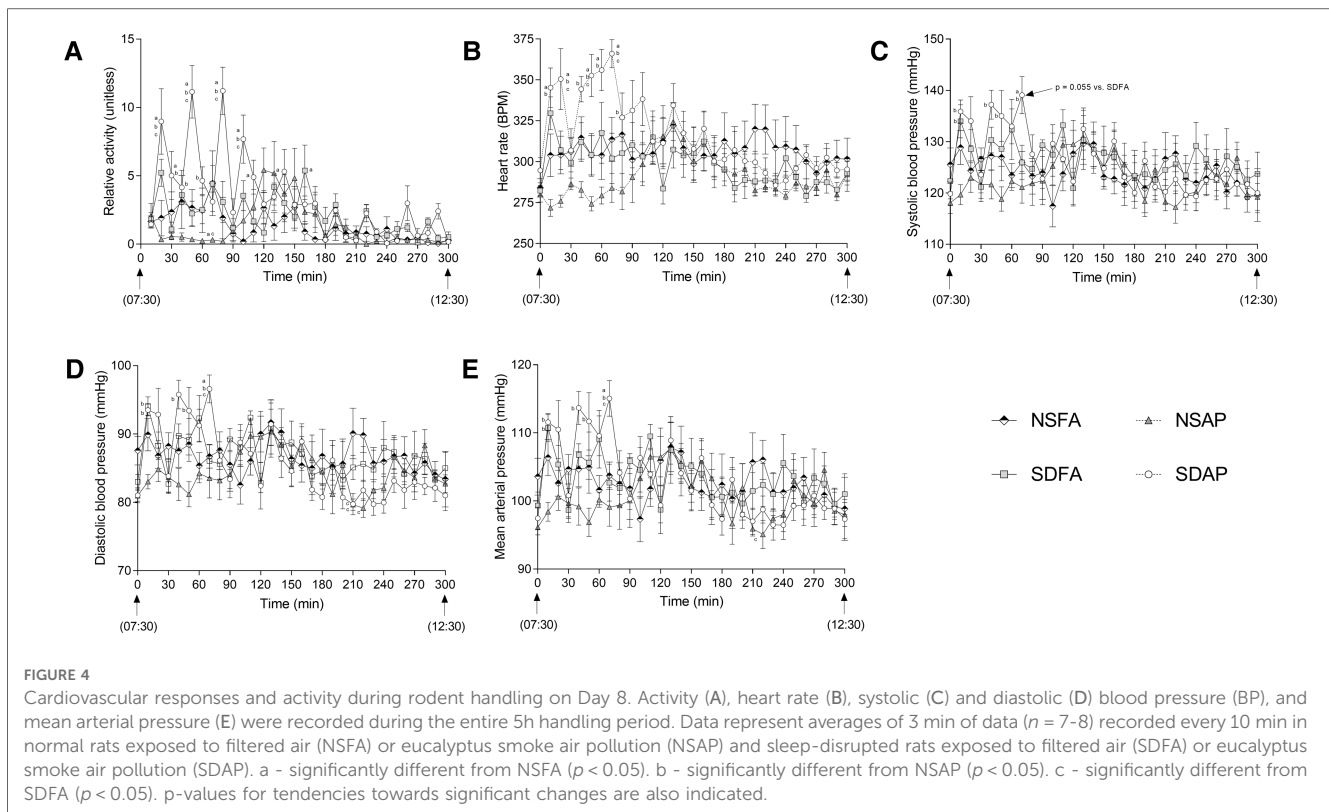 A
Relative activity (unitless)
15
10
5
0
0 30 60 90 120 150 180 210 240 270 300
Time (min)
(07:30) (12:30)
B
Heart rate (BPM)
375
350
325
300
275
250
0 30 60 90 120 150 180 210 240 270 300
Time (min)
(07:30) (12:30)
C
Systolic blood pressure (mmHg)
150
140
130
120
110
p = 0.055 vs. SDFA
0 30 60 90 120 150 180 210 240 270 300
Time (min)
(07:30) (12:30)
D
Diastolic blood pressure (mmHg)
100
90
80
70
0 30 60 90 120 150 180 210 240 270 300
Time (min)
(07:30) (12:30)
E
Mean arterial pressure (mmHg)
120
110
100
90
0 30 60 90 120 150 180 210 240 270 300
Time (min)
(07:30) (12:30)
NSFA NSAP
SDFA SDAP
FIGURE 4
Cardiovascular responses and activity during rodent handling on Day 8. Activity (A), heart rate (B), systolic (C) and diastolic (D) blood pressure (BP), and
mean arterial pressure (E) were recorded during the entire 5h handling period. Data represent averages of 3 min of data (n = 7-8) recorded every 10 min in
normal rats exposed to filtered air (NSFA) or eucalyptus smoke air pollution (NSAP) and sleep-disrupted rats exposed to filtered air (SDFA) or eucalyptus
smoke air pollution (SDAP). a - significantly different from NSFA (p < 0.05). b - significantly different from NSAP (p < 0.05). c - significantly different from
SDFA (p < 0.05). p-values for tendencies towards significant changes are also indicated.